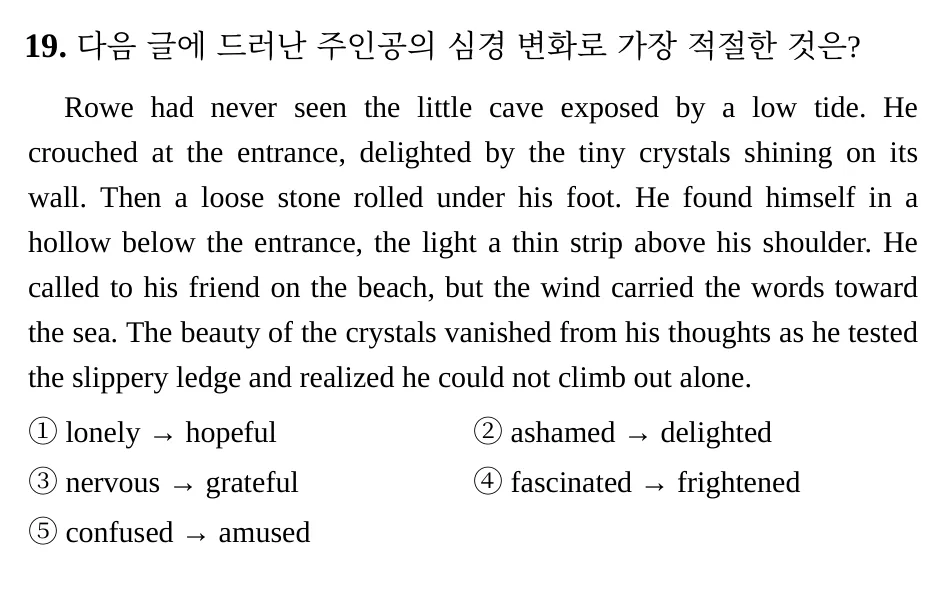 19. 다음 글에 드러난 주인공의 심경 변화로 가장 적절한 것은?
Rowe had never seen the little cave exposed by a low tide. He
crouched at the entrance, delighted by the tiny crystals shining on its
wall. Then a loose stone rolled under his foot. He found himself in a
hollow below the entrance, the light a thin strip above his shoulder. He
called to his friend on the beach, but the wind carried the words toward
the sea. The beauty of the crystals vanished from his thoughts as he tested
the slippery ledge and realized he could not climb out alone.
① lonely → hopeful ② ashamed → delighted
③ nervous → grateful ④ fascinated → frightened
⑤ confused → amused